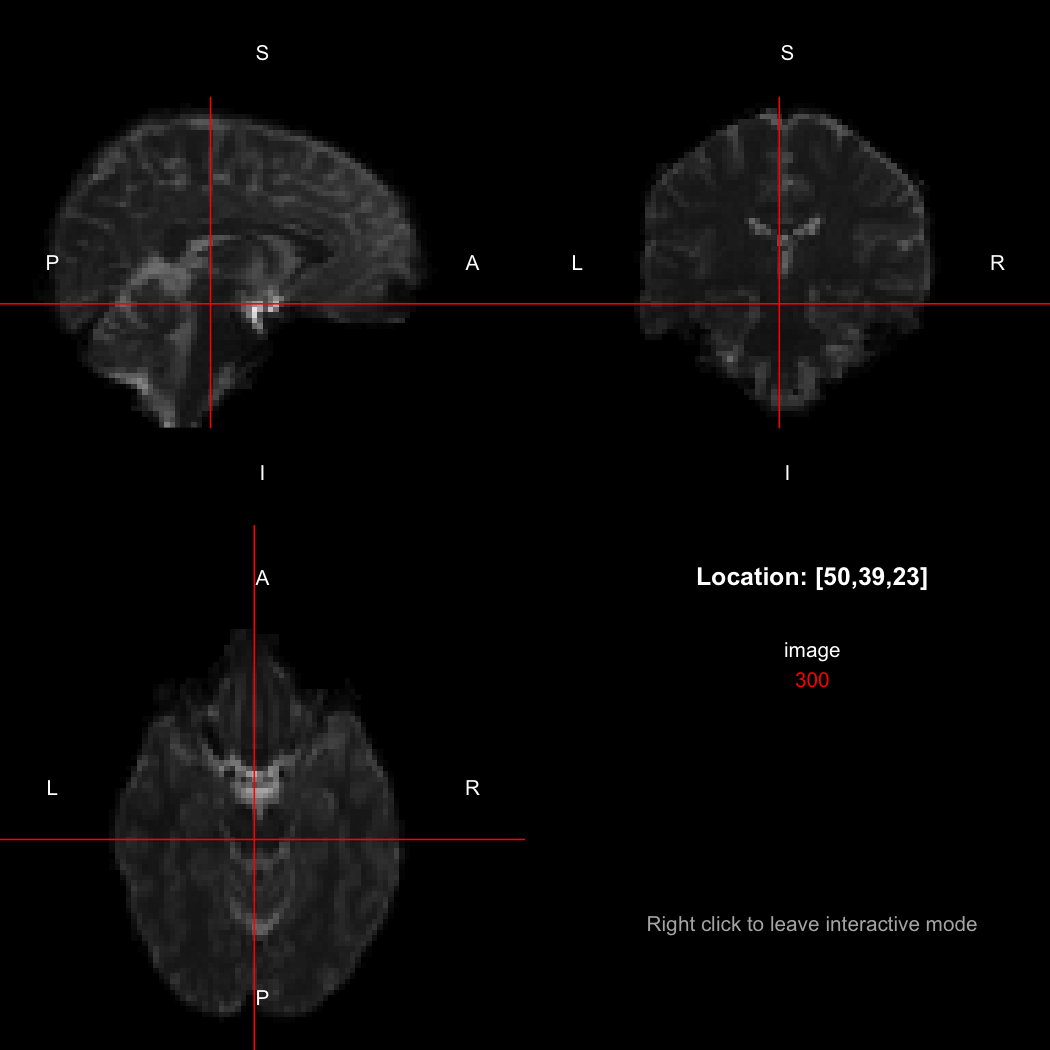 S
S
P
A
L
R
I
I
A
Location: [50,39,23]
image
300
L
R
Right click to leave interactive mode
P